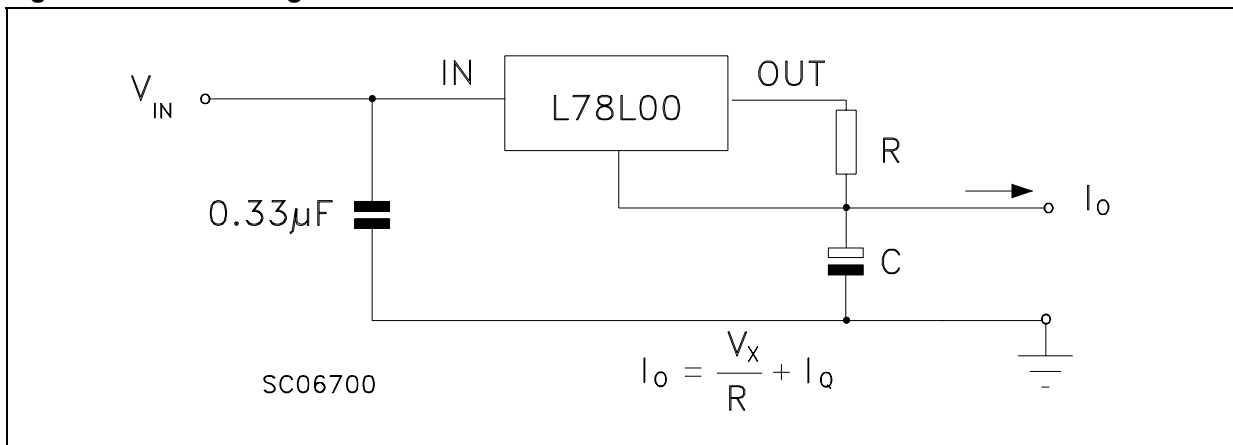 V_IN
IN
L78L00
OUT
R
I_O
0.33µF
C
I_O = V_X / R + I_Q
SC06700